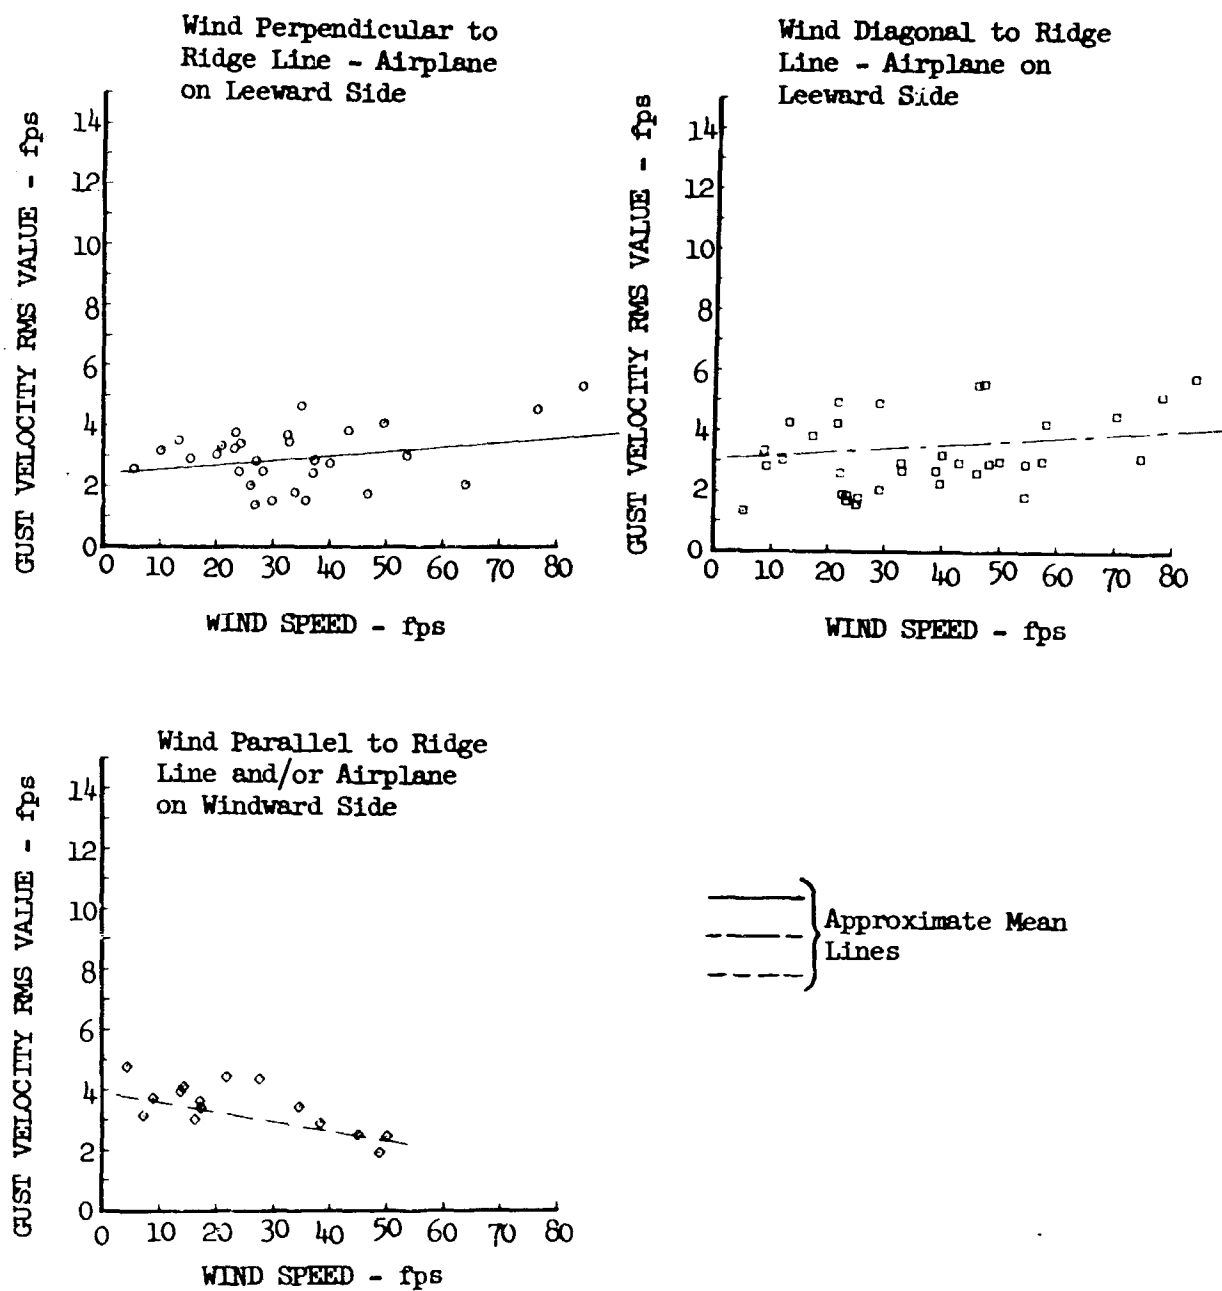 Wind Perpendicular to
Ridge Line - Airplane
on Leeward Side
GUST VELOCITY RMS VALUE - fps
14
12
10
8
6
4
2
0
0 10 20 30 40 50 60 70 80
WIND SPEED - fps
Wind Diagonal to Ridge
Line - Airplane on
Leeward Side
GUST VELOCITY RMS VALUE - fps
14
12
10
8
6
4
2
0
0 10 20 30 40 50 60 70 80
WIND SPEED - fps
Wind Parallel to Ridge
Line and/or Airplane
on Windward Side
GUST VELOCITY RMS VALUE - fps
14
12
10
8
6
4
2
0
0 10 20 30 40 50 60 70 80
WIND SPEED - fps
Approximate Mean
Lines